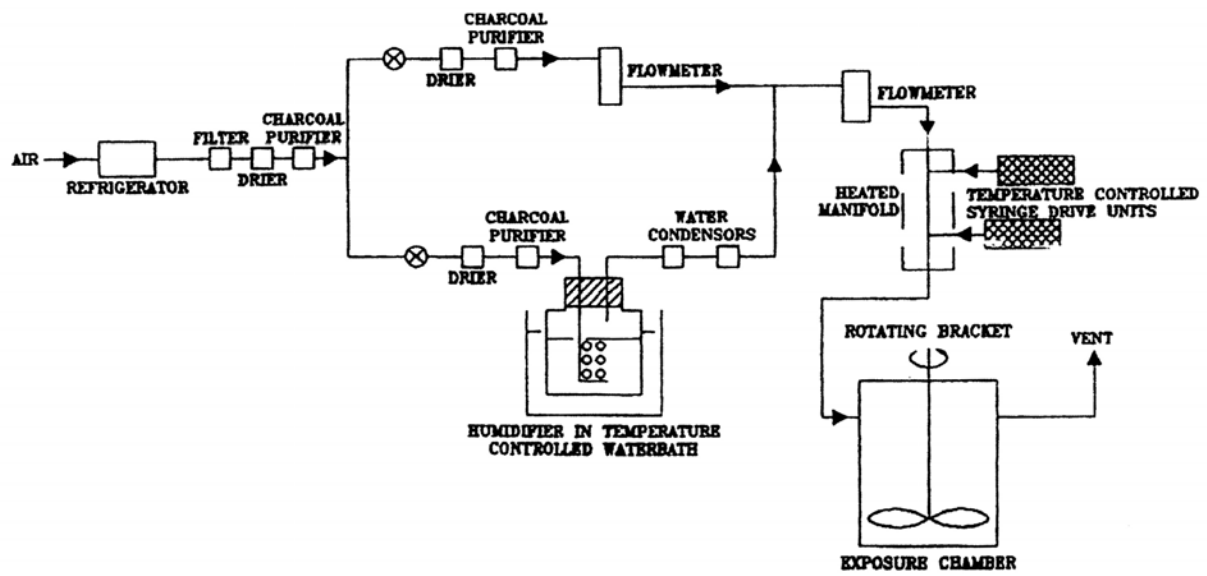 CHARCOAL
PURIFIER
DRIER
FLOWMETER
FLOWMETER
AIR
REFRIGERATOR
FILTER
CHARCOAL
PURIFIER
DRIER
HEATED
MANIFOLD
TEMPERATURE CONTROLLED
SYRINGE DRIVE UNITS
CHARCOAL
PURIFIER
DRIER
WATER
CONDENSORS
HUMIDIFIER IN TEMPERATURE
CONTROLLED WATERBATH
ROTATING BRACKET
VENT
EXPOSURE CHAMBER